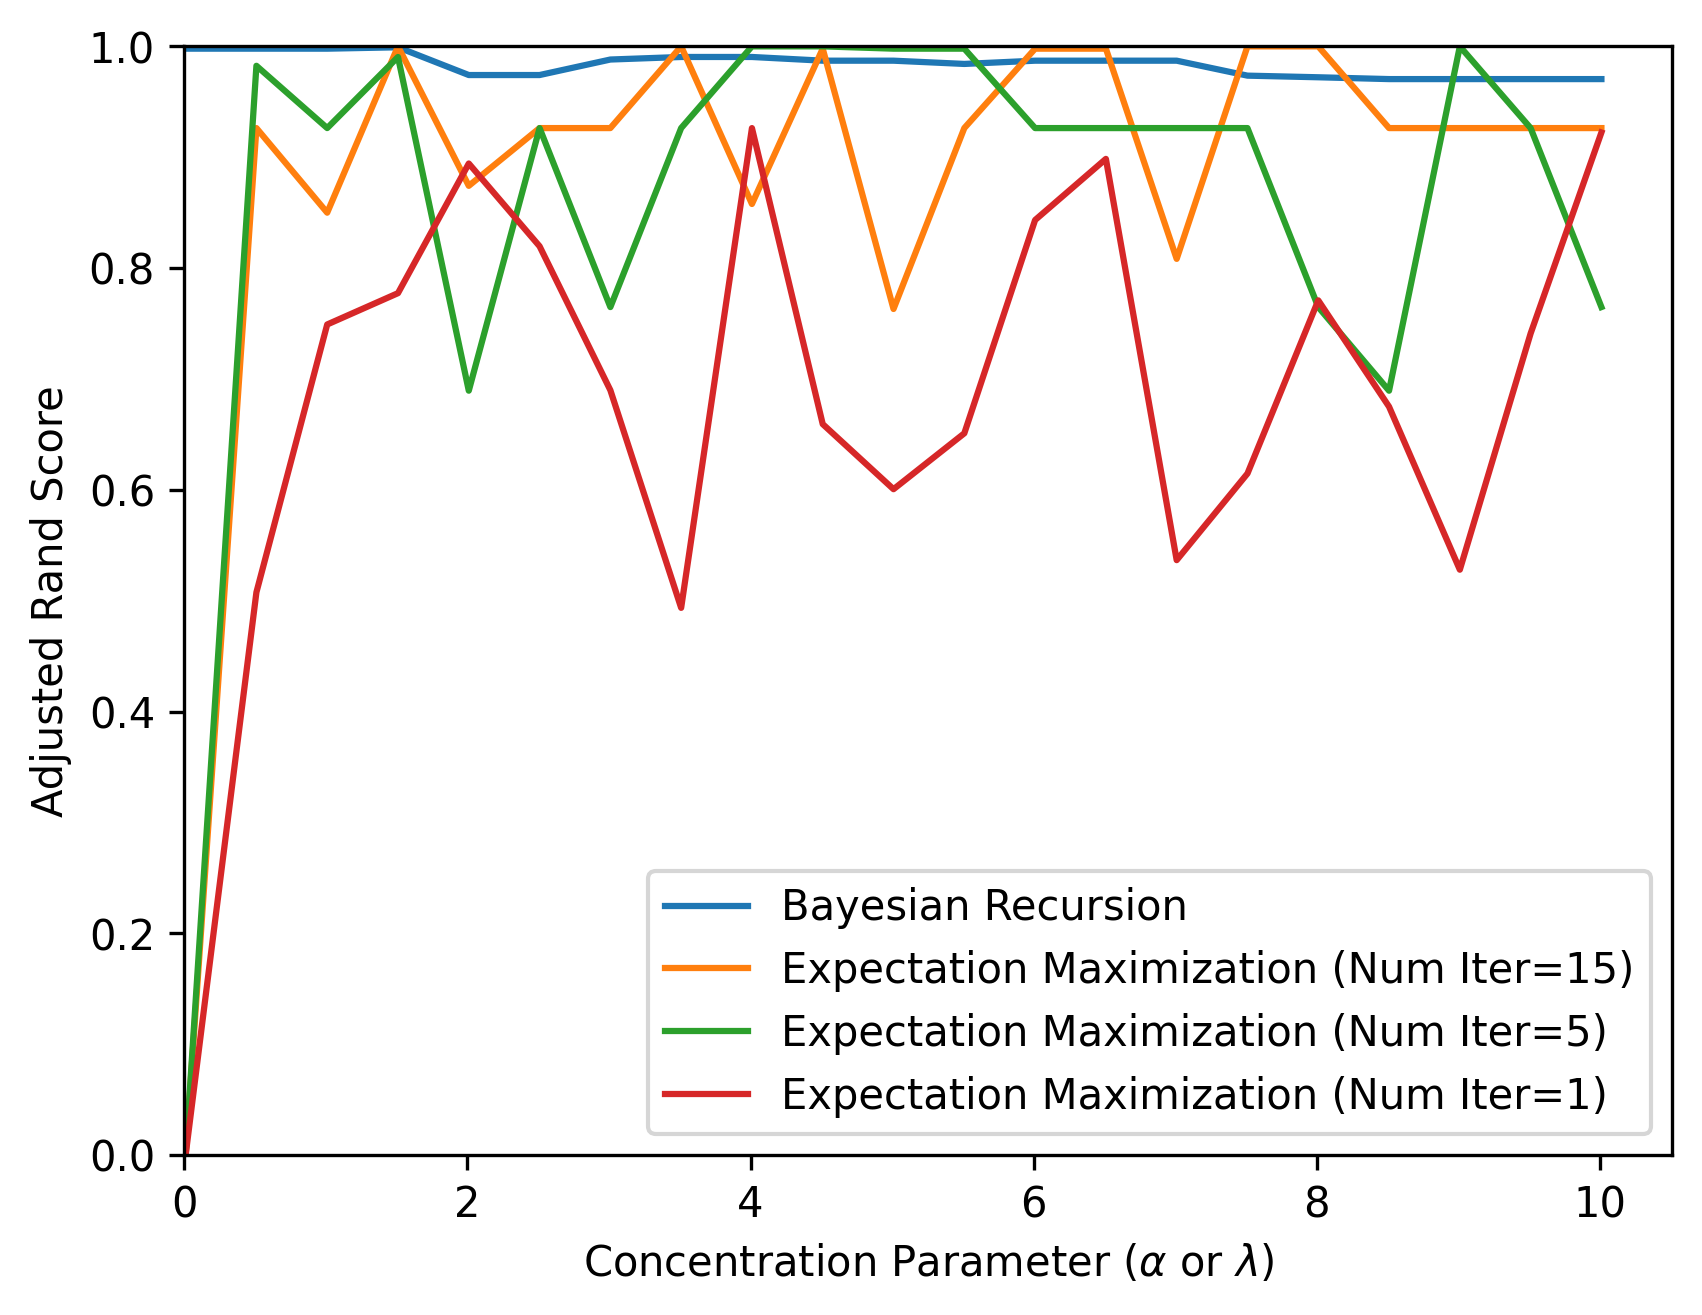 1.0
0.8
0.6
0.4
0.2
0.0
Adjusted Rand Score
Bayesian Recursion
Expectation Maximization (Num Iter=15)
Expectation Maximization (Num Iter=5)
Expectation Maximization (Num Iter=1)
0 2 4 6 8 10
Concentration Parameter (α or λ)